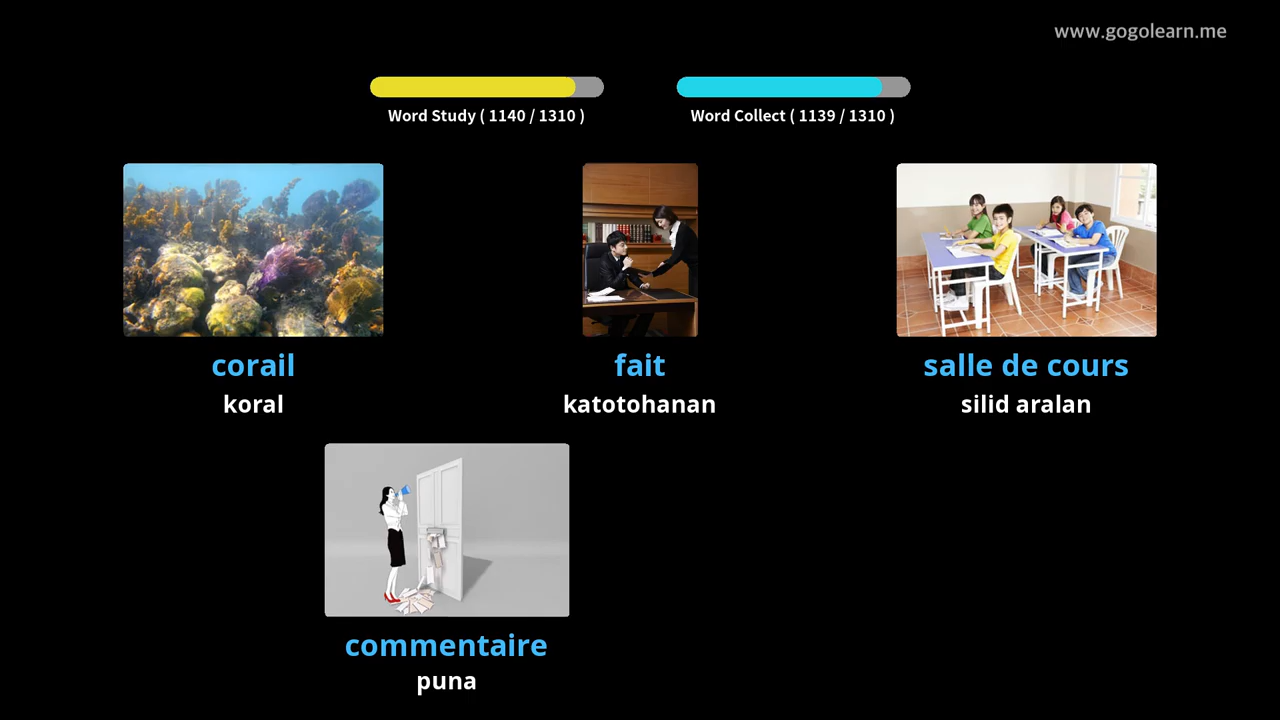 www.gogolearn.me
Word Study ( 1140 / 1310 )
Word Collect ( 1139 / 1310 )
corail
koral
fait
katotohanan
salle de cours
silid aralan
commentaire
puna